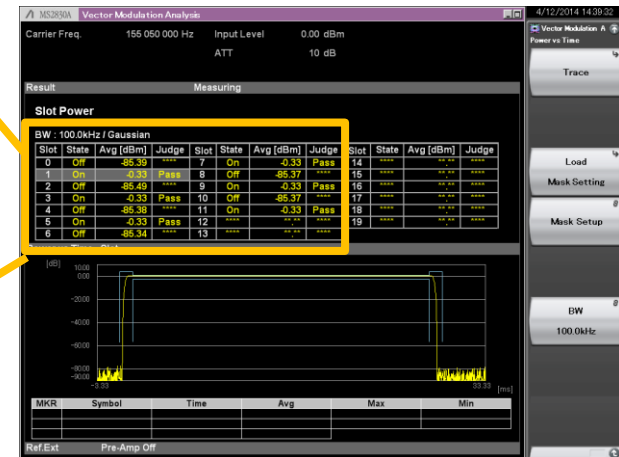 MS2830A Vector Modulation Analysis
4/12/2014 14:39:32
Carrier Freq. 155 050 000 Hz Input Level 0.00 dBm
ATT 10 dB
Result Measuring
Slot Power
BW : 100.0kHz / Gaussian
Slot State Avg [dBm] Judge Slot State Avg [dBm] Judge Slot State Avg [dBm] Judge
0 Off -85.39 **** 7 On -0.33 Pass 14 **** **.** ****
1 On -0.33 Pass 8 Off -85.37 **** 15 **** **.** ****
2 Off -85.49 **** 9 On -0.33 Pass 16 **** **.** ****
3 On -0.33 Pass 10 Off -85.37 **** 17 **** **.** ****
4 Off -85.38 **** 11 On -0.33 Pass 18 **** **.** ****
5 On -0.33 Pass 12 **** **.** **** 19 **** **.** ****
6 Off -85.34 **** 13 **** **.** ****
[dB]
10.00
0.00
-20.00
-40.00
-60.00
-80.00
-90.00
-3.33 33.33 [ms]
MKR Symbol Time Avg Max Min
Ref.Ext Pre-Amp Off
Vector Modulation A
Power vs Time
Trace
Load
Mask Setting
Mask Setup
BW
100.0kHz